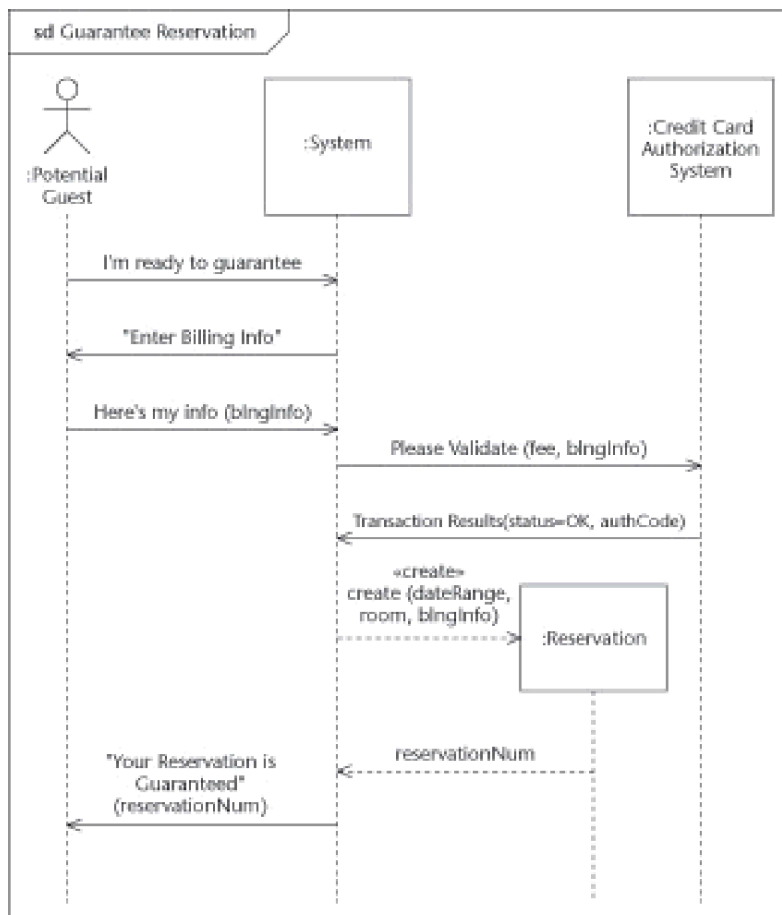 sd Guarantee Reservation
:Potential
Guest
:System
:Credit Card
Authorization
System
I'm ready to guarantee
"Enter Billing Info"
Here's my info (blngInfo)
Please Validate (fee, blngInfo)
Transaction Results(status=OK, authCode)
«create»
create (dateRange,
room, blngInfo)
:Reservation
reservationNum
"Your Reservation is
Guaranteed"
(reservationNum)